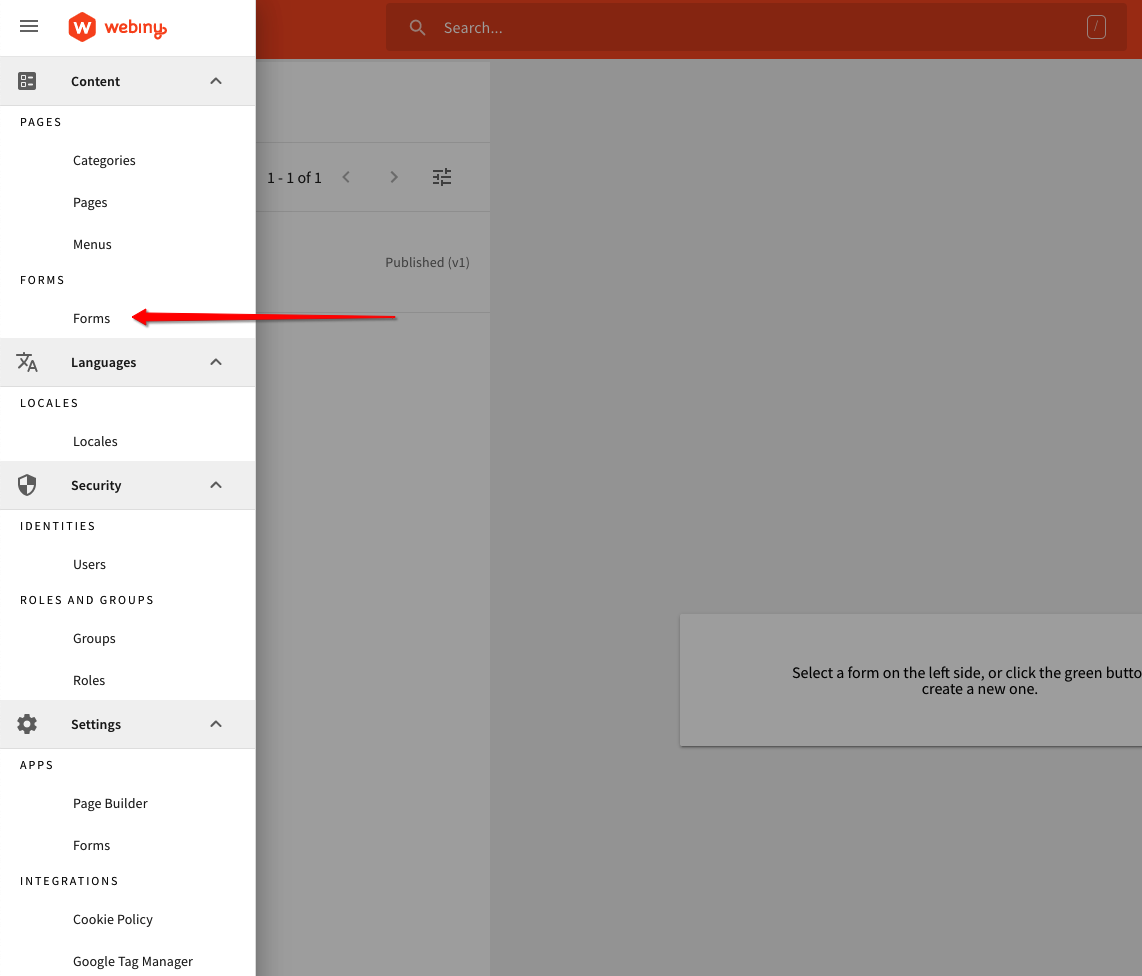 webiny
Search...
/
Content
PAGES
Categories
Pages
Menus
FORMS
Forms
Languages
LOCALES
Locales
Security
IDENTITIES
Users
ROLES AND GROUPS
Groups
Roles
Settings
APPS
Page Builder
Forms
INTEGRATIONS
Cookie Policy
Google Tag Manager
1 - 1 of 1
Published (v1)
Select a form on the left side, or click the green butto
create a new one.